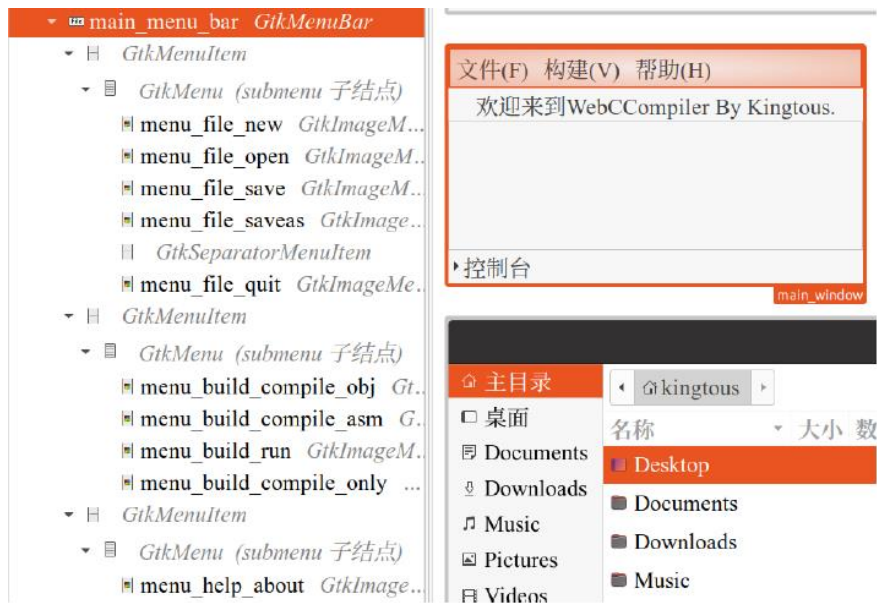 main_menu_bar GtkMenuBar
GtkMenuItem
GtkMenu (submenu 子结点)
menu_file_new GtkImageM...
menu_file_open GtkImageM...
menu_file_save GtkImageM...
menu_file_saveas GtkImage...
GtkSeparatorMenuItem
menu_file_quit GtkImageMe...
GtkMenuItem
GtkMenu (submenu 子结点)
menu_build_compile_obj Gt...
menu_build_compile_asm G...
menu_build_run GtkImageM...
menu_build_compile_only ...
GtkMenuItem
GtkMenu (submenu 子结点)
menu_help_about GtkImage...
文件(F) 构建(V) 帮助(H)
欢迎来到WebCCompiler By Kingtous.
控制台
main_window
主目录
桌面
Documents
Downloads
Music
Pictures
Videos
kingtous
名称 大小 数
Desktop
Documents
Downloads
Music